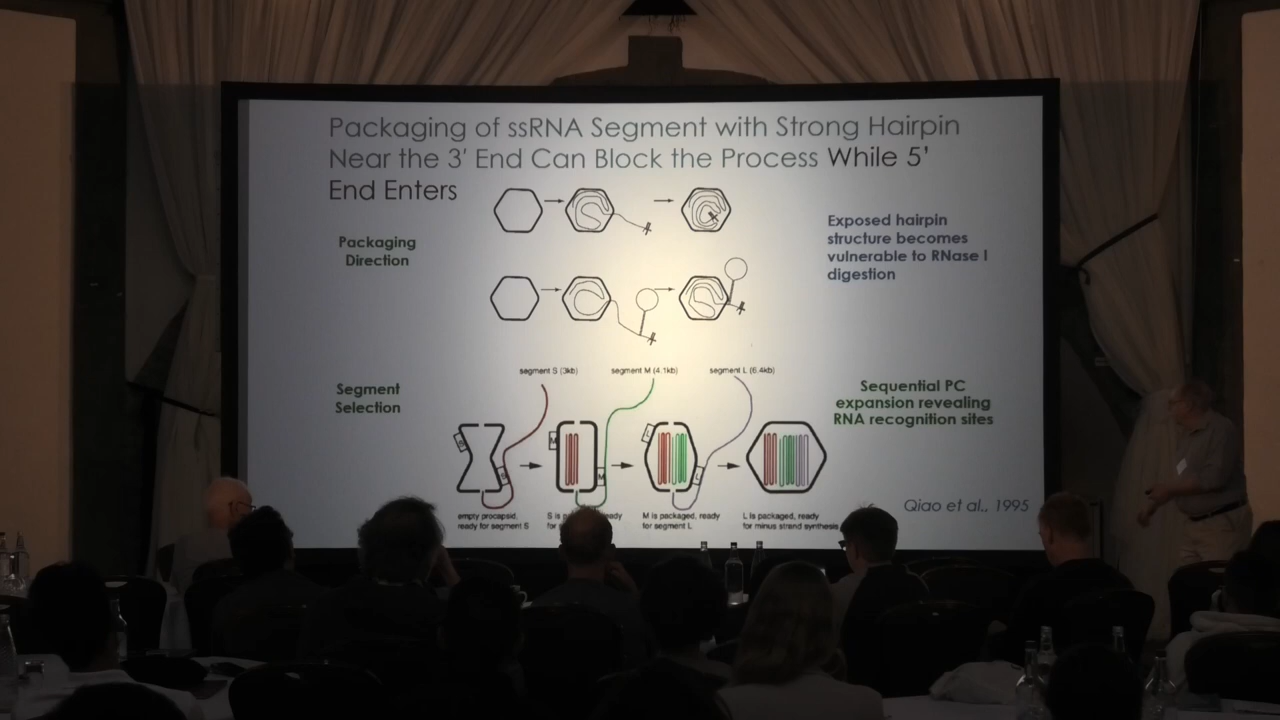 Packaging of ssRNA Segment with Strong Hairpin
Near the 3' End Can Block the Process While 5'
End Enters
Packaging
Direction
Exposed hairpin
structure becomes
vulnerable to RNase I
digestion
segment S (3kb)
segment M (4.1kb)
segment L (6.4kb)
Segment
Selection
Sequential PC
expansion revealing
RNA recognition sites
S
S
M
M
L
L
empty procapsid,
ready for segment S
S is
ready
for
M is packaged, ready
for segment L
L is packaged, ready
for minus strand synthesis
Qiao et al., 1995